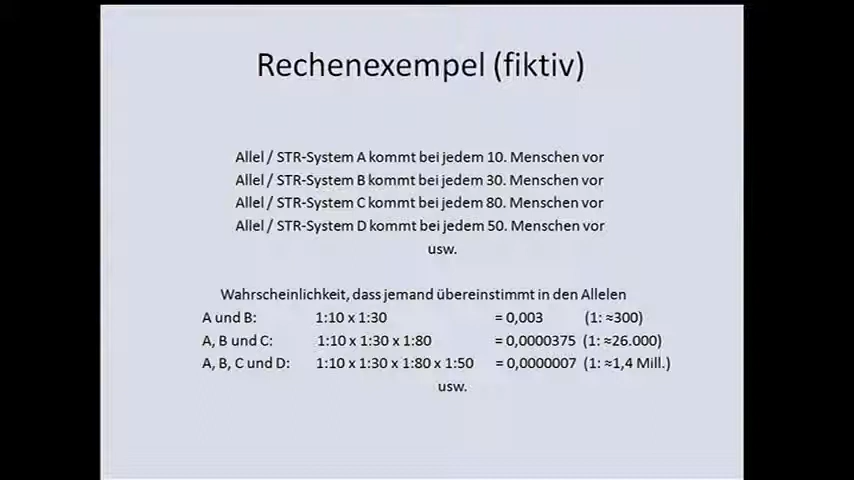 Rechenexempel (fiktiv)
Allel / STR-System A kommt bei jedem 10. Menschen vor
Allel / STR-System B kommt bei jedem 30. Menschen vor
Allel / STR-System C kommt bei jedem 80. Menschen vor
Allel / STR-System D kommt bei jedem 50. Menschen vor
usw.
Wahrscheinlichkeit, dass jemand übereinstimmt in den Allelen
A und B: 1:10 x 1:30 = 0,003 (1: ≈300)
A, B und C: 1:10 x 1:30 x 1:80 = 0,0000375 (1: ≈26.000)
A, B, C und D: 1:10 x 1:30 x 1:80 x 1:50 = 0,0000007 (1: ≈1,4 Mill.)
usw.